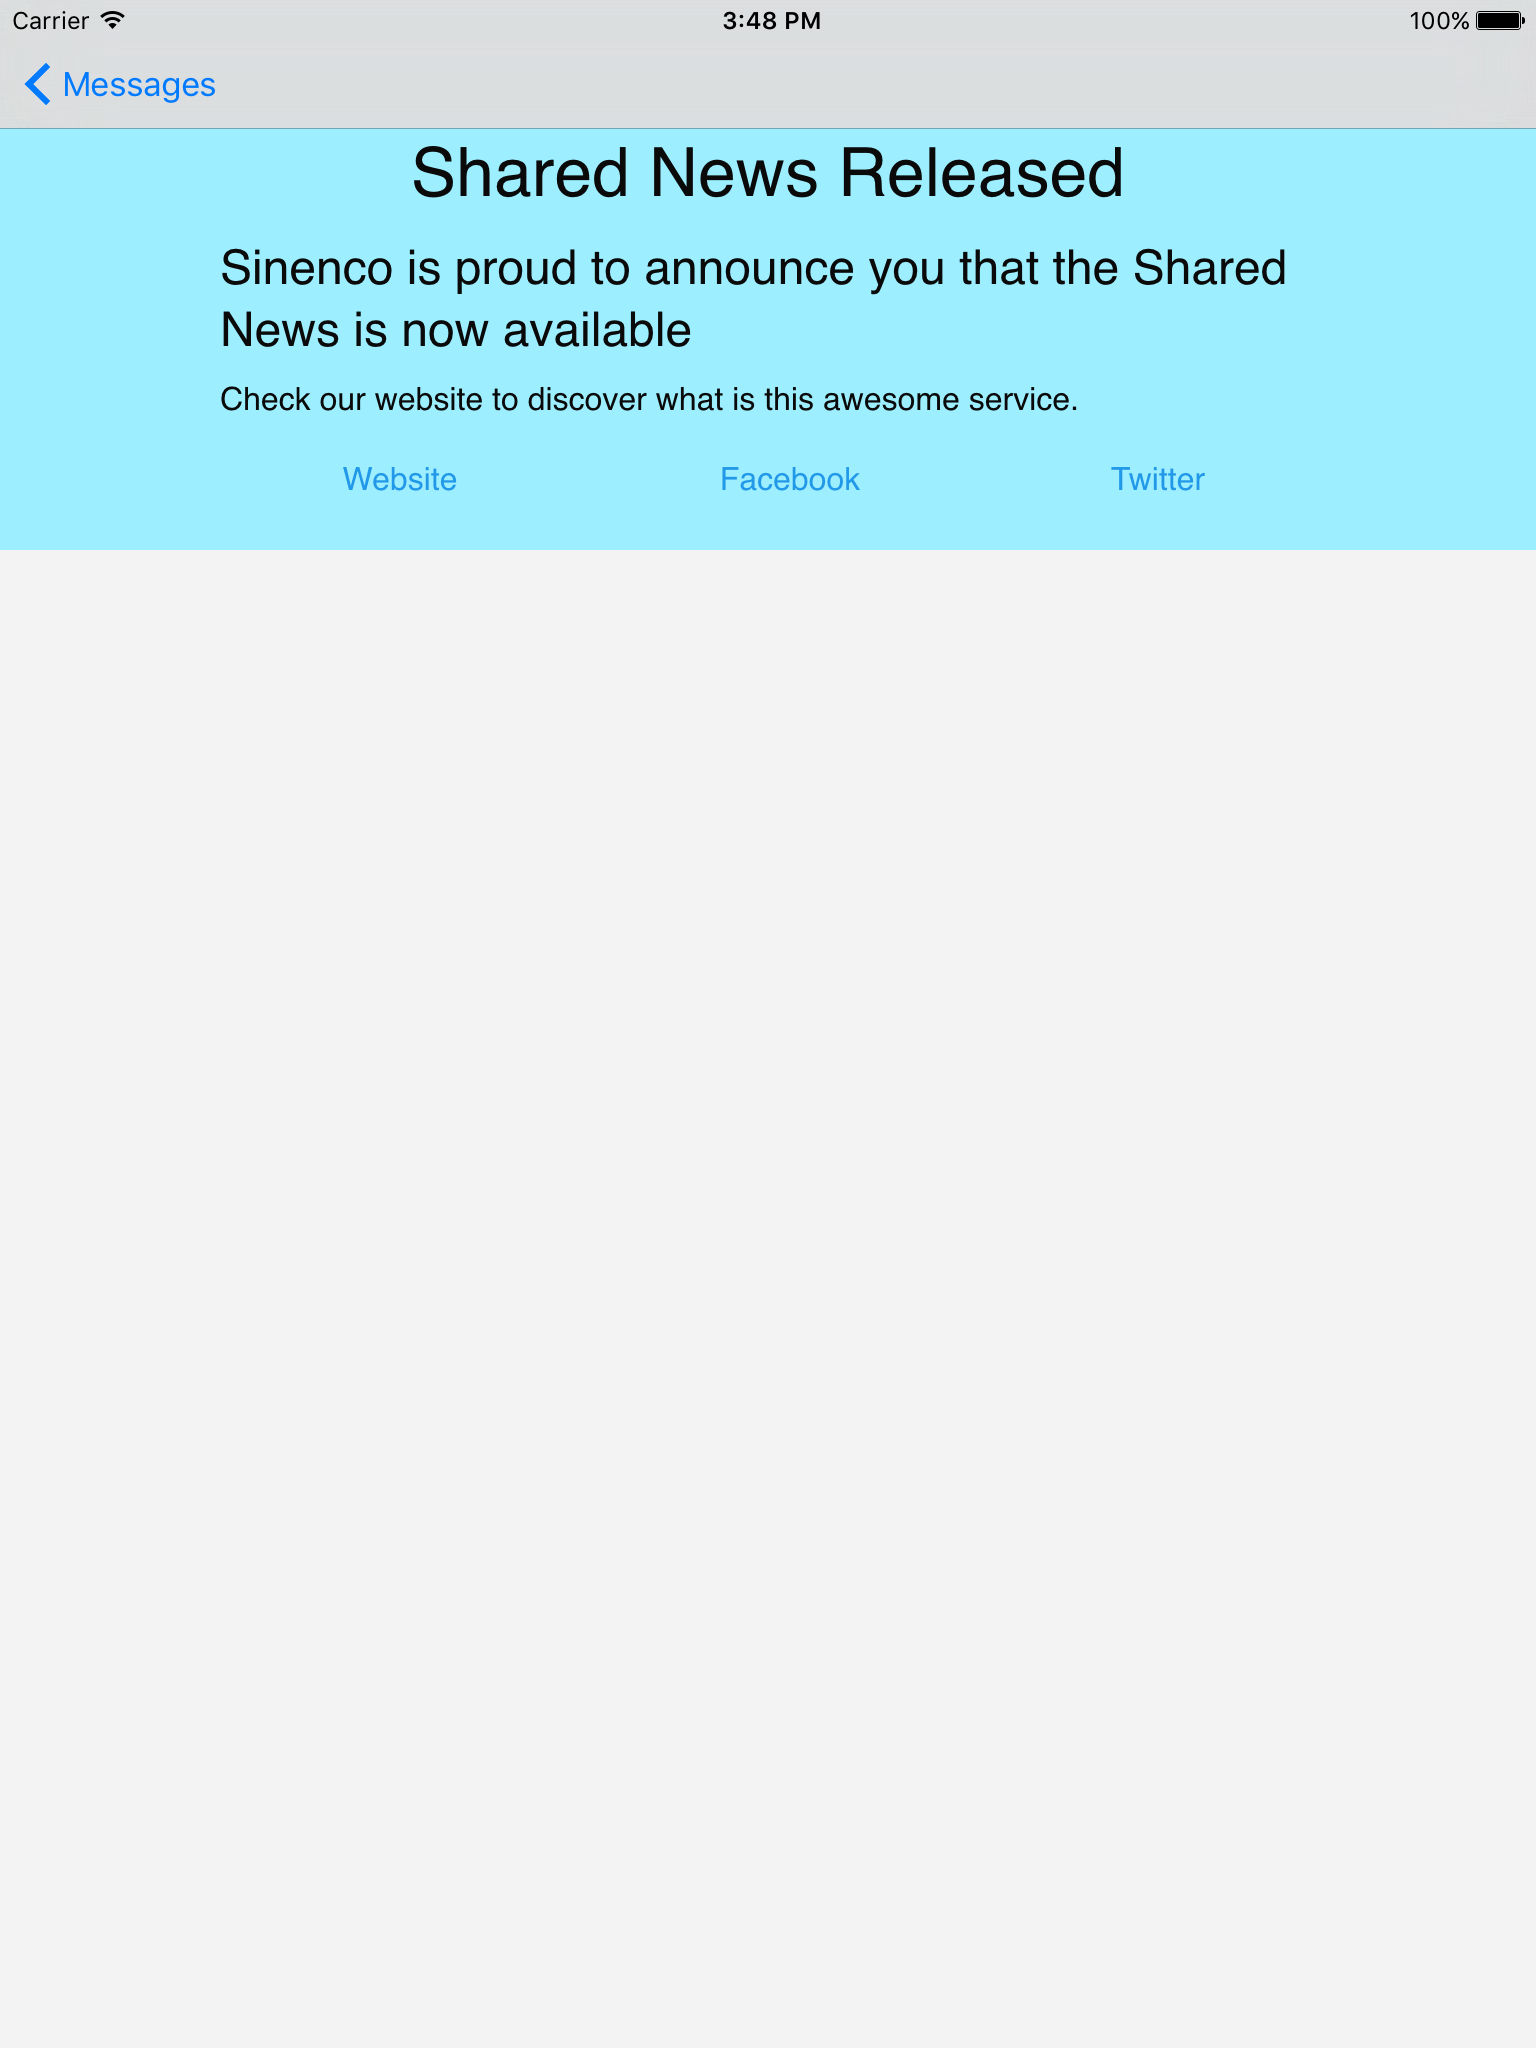 Carrier 3:48 PM 100%
Messages
Shared News Released
Sinenco is proud to announce you that the Shared
News is now available
Check our website to discover what is this awesome service.
Website Facebook Twitter